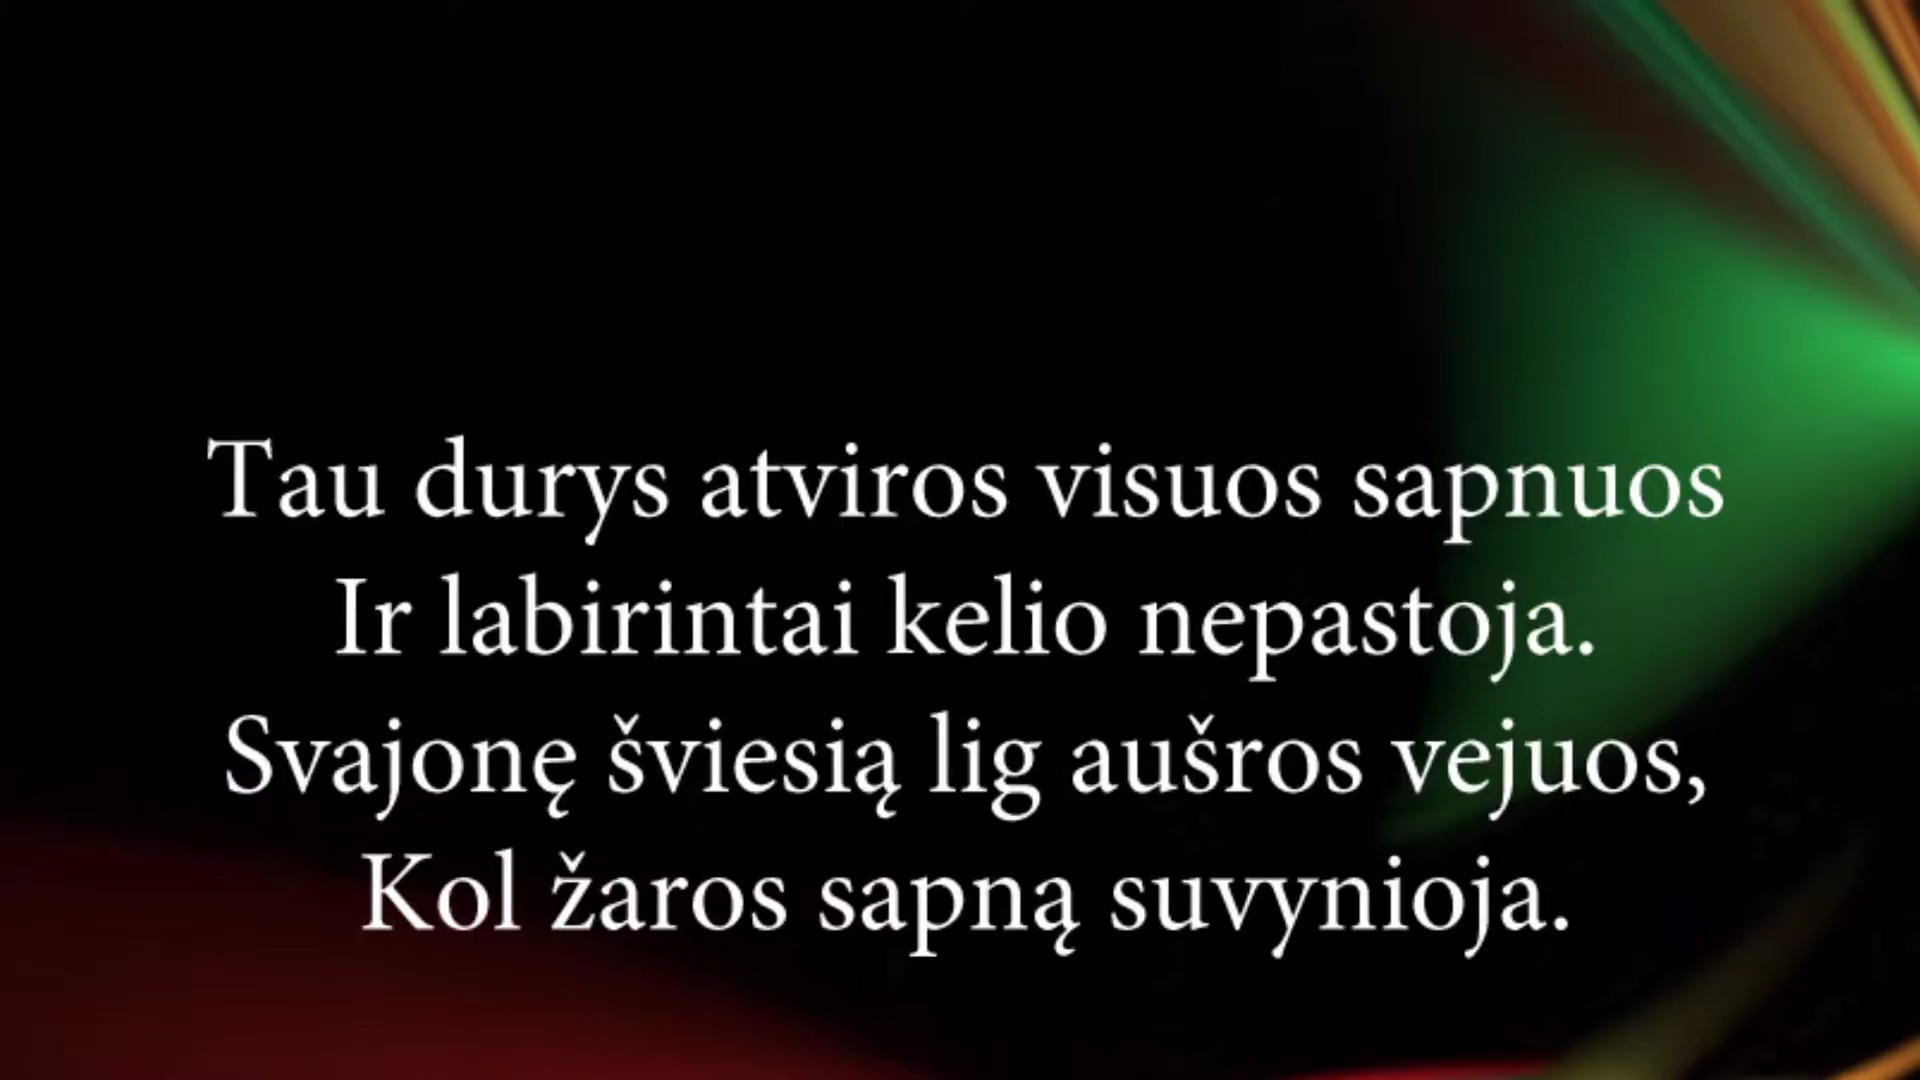 Tau durys atviros visuos sapnuos
Ir labirintai kelio nepastoja.
Svajonę šviesią lig aušros vejuos,
Kol žaros sapną suvynioja.